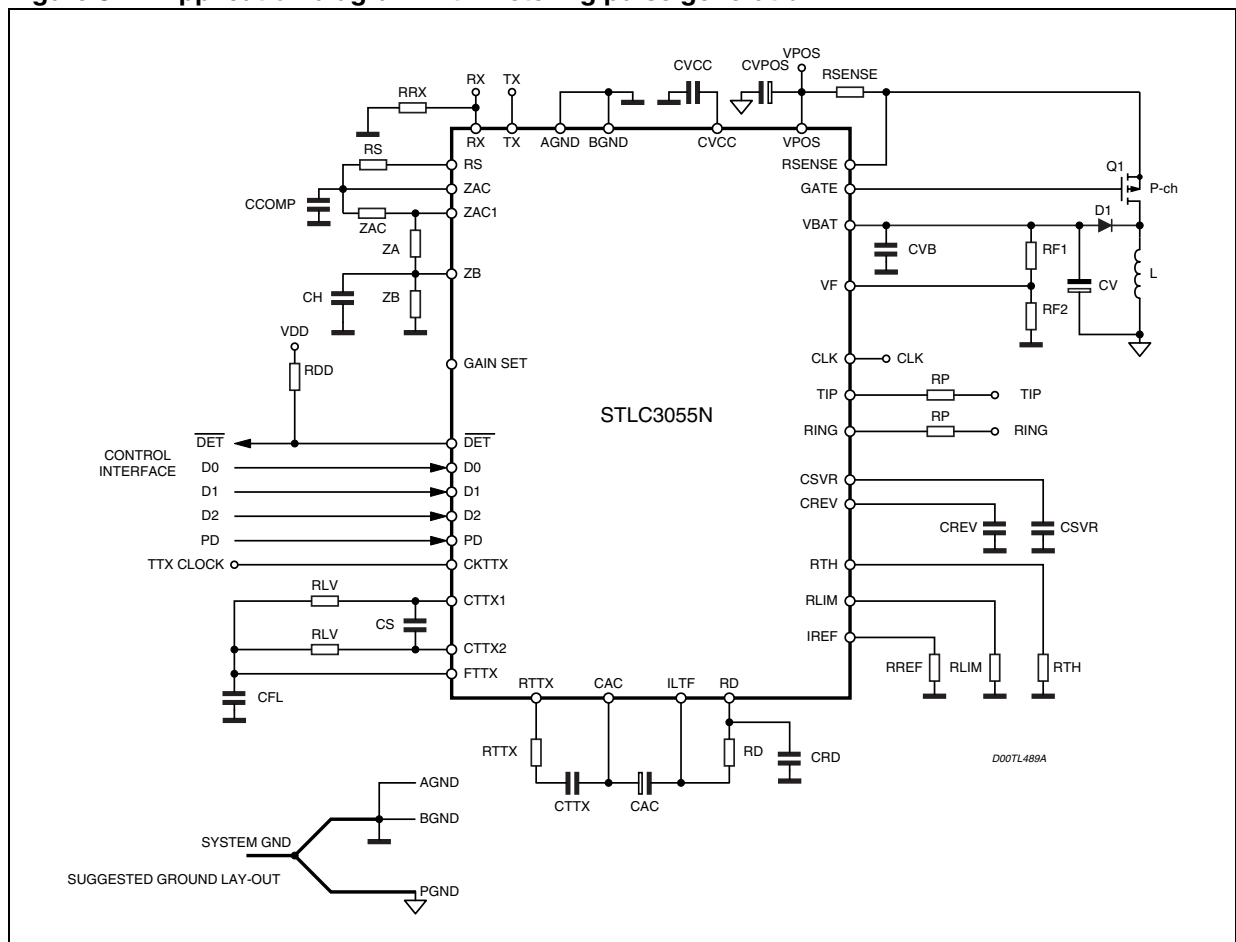 VPOS
RX TX CVCC CVPOS RSENSE
RRX
RX TX AGND BGND CVCC VPOS
RS RS RSENSE
Q1
ZAC GATE P-ch
CCOMP
ZAC ZAC1 VBAT D1
ZA CVB RF1
ZB CV L
CH ZB VF
RF2
VDD
RDD GAIN SET CLK CLK
RP
STLC3055N TIP TIP
RP
DET DET RING RING
CONTROL INTERFACE
D0 D0
D1 D1 CSVR
D2 D2 CREV
CREV CSVR
PD PD
TTX CLOCK CKTTX RTH
RLV CTTX1 RLIM
CS
RLV CTTX2 IREF
FTTX RREF RLIM RTH
CFL
RTTX CAC ILTF RD
RTTX RD CRD
D00TL489A
CTTX CAC
AGND
BGND
SYSTEM GND
SUGGESTED GROUND LAY-OUT
PGND